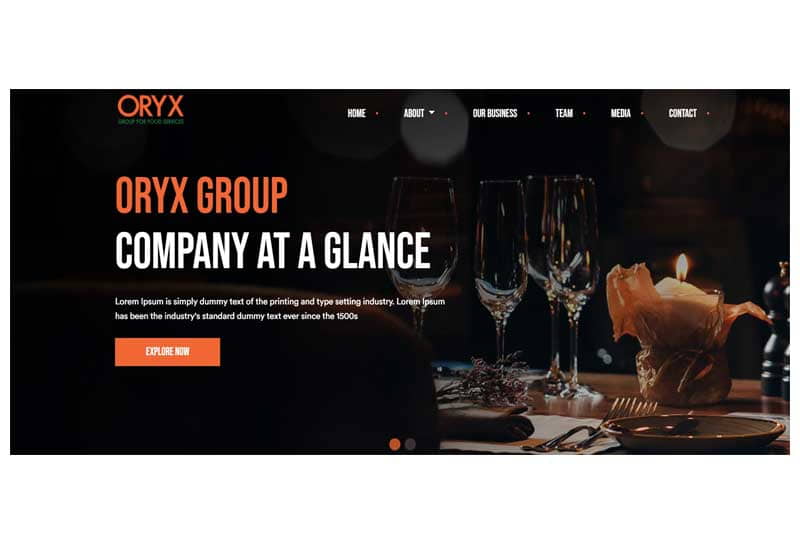 ORYX
GROUP FOR FOOD SERVICES
HOME ABOUT OUR BUSINESS TEAM MEDIA CONTACT
ORYX GROUP
COMPANY AT A GLANCE
Lorem Ipsum is simply dummy text of the printing and type setting industry. Lorem Ipsum
has been the industry's standard dummy text ever since the 1500s
EXPLORE NOW